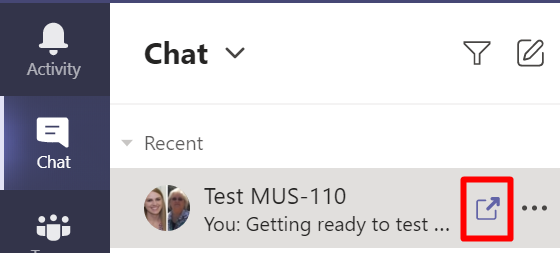 Activity
Chat
Chat
Recent
Test MUS-110
You: Getting ready to test ...